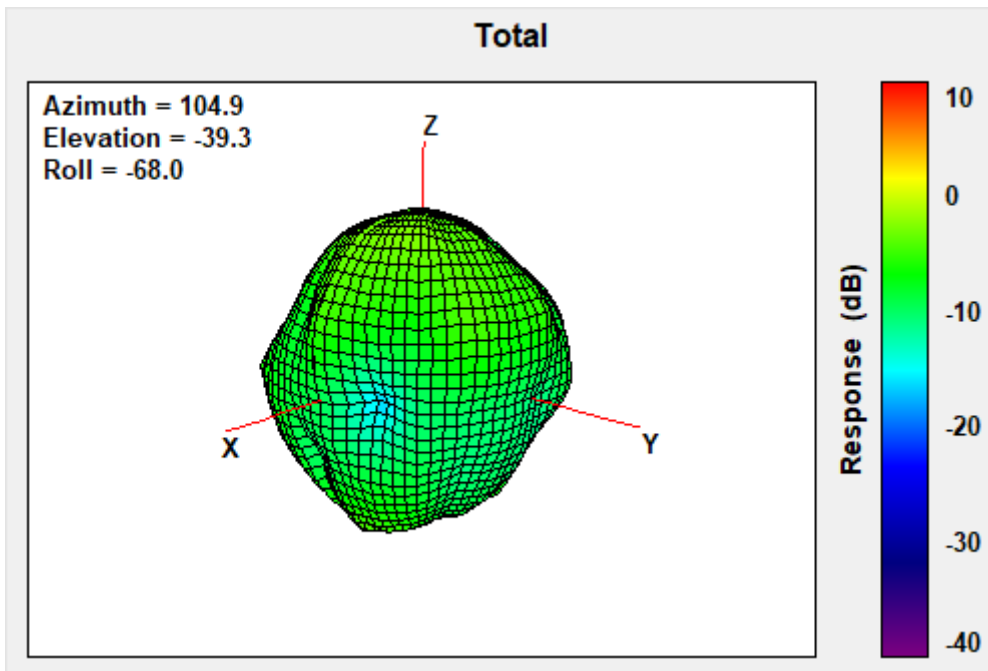 Total
Azimuth = 104.9
Elevation = -39.3
Roll = -68.0
Z
X
Y
10
0
-10
-20
-30
-40
Response (dB)